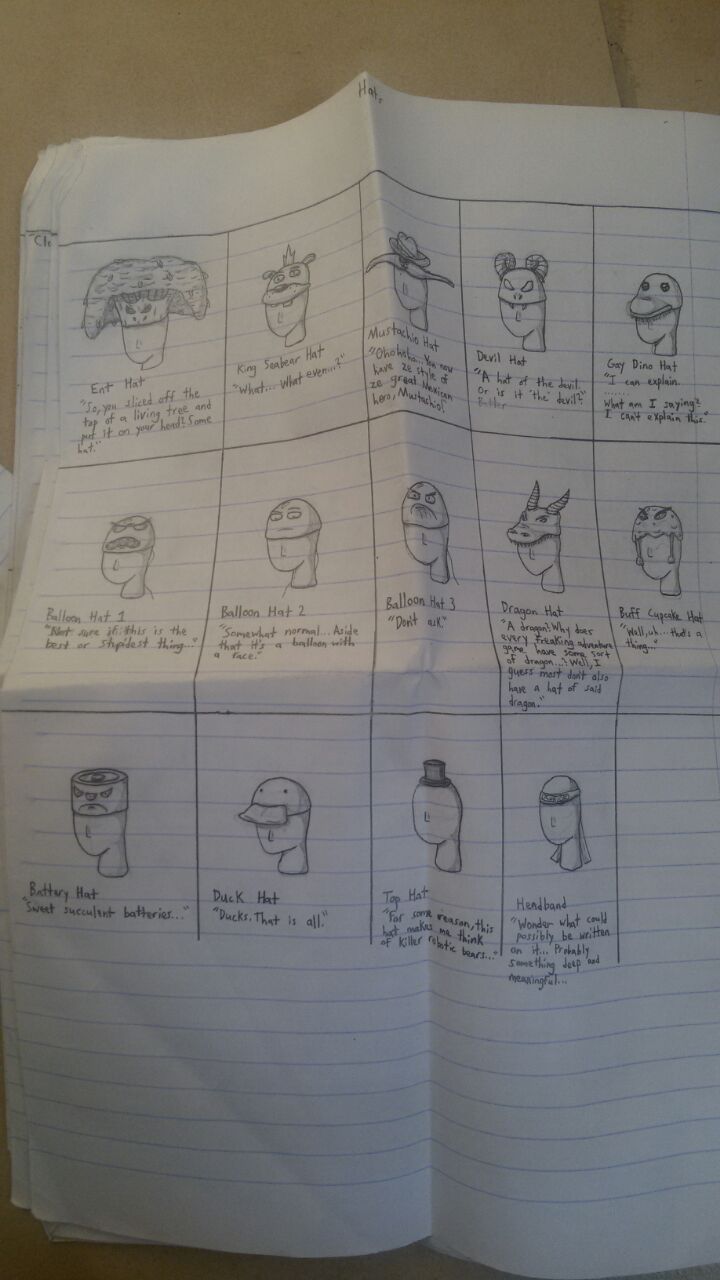 Hats
Ent Hat
"So, you sliced off the
top of a living tree and
put it on your head? Some
hat."
King Seabear Hat
"What... What even...?"
Mustachio Hat
"Ohohoho... You now
have ze style of
ze great Mexican
hero, Mustachio!
Devil Hat
"A hat of the devil.
Or is it "the" devil?"
Gay Dino Hat
"I can explain.
.......
What am I saying?
I can't explain this."
Balloon Hat 1
"Not sure if this is the
best or stupidest thing..."
Balloon Hat 2
"Somewhat normal... Aside
that it's a balloon with
a face."
Balloon Hat 3
"Don't ask."
Dragon Hat
"A dragon? Why does
every freaking adventure
game have some sort
of dragon...? Well, I
guess most don't also
have a hat of said
dragon."
Buff Cupcake Hat
"Well, uh... that's a
thing..."
Battery Hat
"Sweet succulent batteries..."
Duck Hat
"Ducks. That is all."
Top Hat
"For some reason, this
hat makes me think
of killer robotic bears..."
Hendband
"Wonder what could
possibly be written
on it... Probably
something deep and
meaningful...